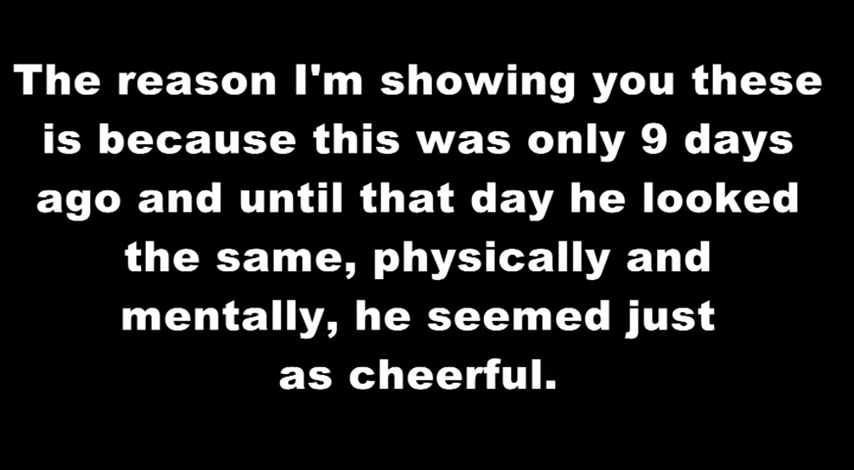 The reason I'm showing you these
is because this was only 9 days
ago and until that day he looked
the same, physically and
mentally, he seemed just
as cheerful.